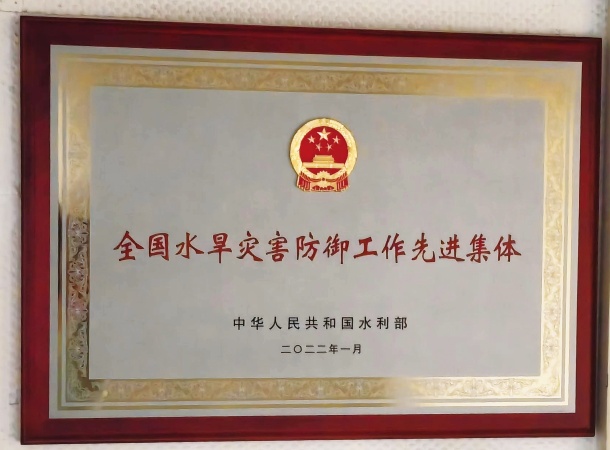 全国水旱灾害防御工作先进集体
中华人民共和国水利部
二〇二二年一月